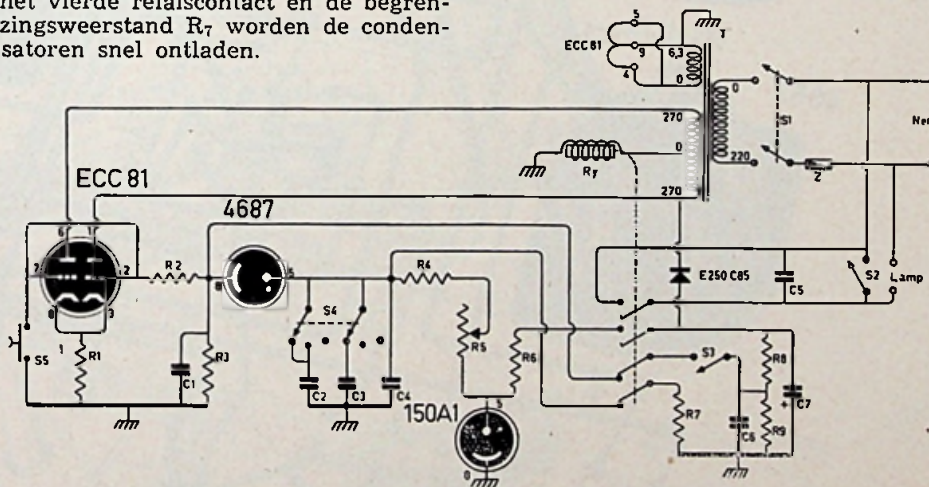 het vierde relaiscontact en de begren-
zingsweerstand R7 worden de conden-
satoren snel ontladen.
5
ECC 81
9
4
6,3
0
T
270
0
270
0
220
S1
Z
Ry
ECC 81
6
1
4687
2
R2
8
5
R4
S4
R5
R6
E250 C85
C5
S2
Lamp
S5
1
R1
C1
R3
C2
C3
C4
150A1
5
0
S3
R7
R8
C6
R9
C7